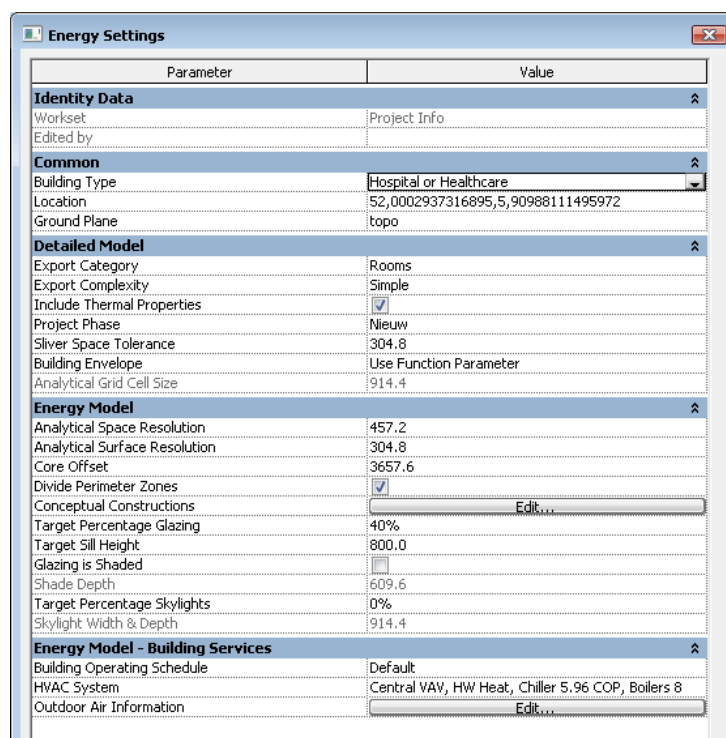 Energy Settings
Parameter Value
Identity Data
Workset Project Info
Edited by
Common
Building Type Hospital or Healthcare
Location 52,0002937316895,5,90988111495972
Ground Plane topo
Detailed Model
Export Category Rooms
Export Complexity Simple
Include Thermal Properties
Project Phase Nieuw
Sliver Space Tolerance 304.8
Building Envelope Use Function Parameter
Analytical Grid Cell Size 914.4
Energy Model
Analytical Space Resolution 457.2
Analytical Surface Resolution 304.8
Core Offset 3657.6
Divide Perimeter Zones
Conceptual Constructions Edit...
Target Percentage Glazing 40%
Target Sill Height 800.0
Glazing is Shaded
Shade Depth 609.6
Target Percentage Skylights 0%
Skylight Width & Depth 914.4
Energy Model - Building Services
Building Operating Schedule Default
HVAC System Central VAV, HW Heat, Chiller 5.96 COP, Boilers 8
Outdoor Air Information Edit...